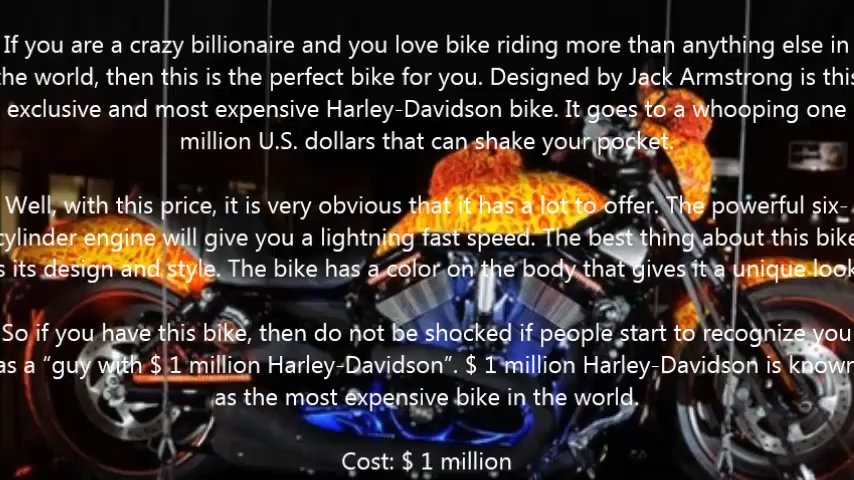 If you are a crazy billionaire and you love bike riding more than anything else in
the world, then this is the perfect bike for you. Designed by Jack Armstrong is this
exclusive and most expensive Harley-Davidson bike. It goes to a whooping one
million U.S. dollars that can shake your pocket.
Well, with this price, it is very obvious that it has a lot to offer. The powerful six-
cylinder engine will give you a lightning fast speed. The best thing about this bike
s its design and style. The bike has a color on the body that gives it a unique look
So if you have this bike, then do not be shocked if people start to recognize you
as a “guy with $ 1 million Harley-Davidson”. $ 1 million Harley-Davidson is known
as the most expensive bike in the world.
Cost: $ 1 million